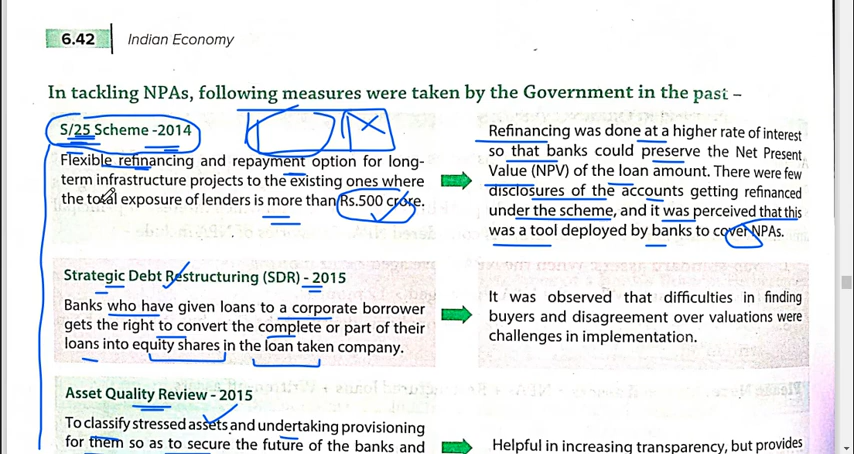 6.42 Indian Economy
In tackling NPAs, following measures were taken by the Government in the past –
S/25 Scheme -2014
Flexible refinancing and repayment option for long-
term infrastructure projects to the existing ones where
the total exposure of lenders is more than Rs.500 crore.
Refinancing was done at a higher rate of interest
so that banks could preserve the Net Present
Value (NPV) of the loan amount. There were few
disclosures of the accounts getting refinanced
under the scheme, and it was perceived that this
was a tool deployed by banks to cover NPAs.
Strategic Debt Restructuring (SDR) - 2015
Banks who have given loans to a corporate borrower
gets the right to convert the complete or part of their
loans into equity shares in the loan taken company.
It was observed that difficulties in finding
buyers and disagreement over valuations were
challenges in implementation.
Asset Quality Review - 2015
To classify stressed assets and undertaking provisioning
for them so as to secure the future of the banks and
Helpful in increasing transparency, but provides